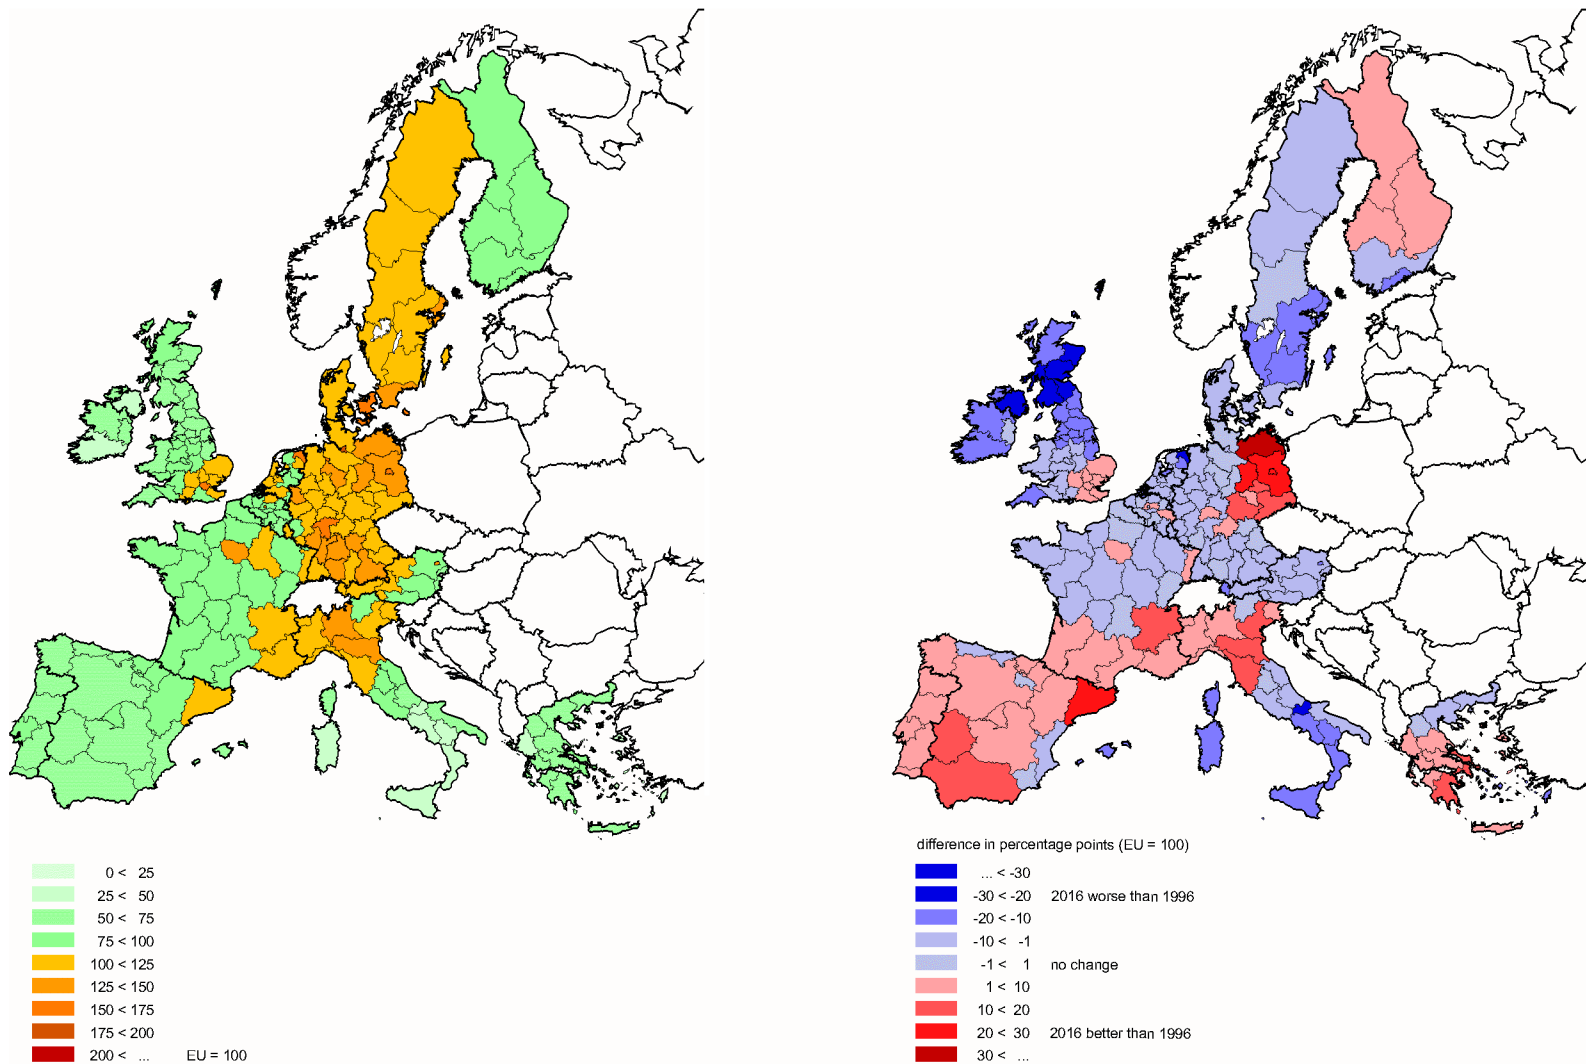 0 < 25
25 < 50
50 < 75
75 < 100
100 < 125
125 < 150
150 < 175
175 < 200
200 < ... EU = 100
difference in percentage points (EU = 100)
... < -30
-30 < -20 2016 worse than 1996
-20 < -10
-10 < -1
-1 < 1 no change
1 < 10
10 < 20
20 < 30 2016 better than 1996
30 < ...